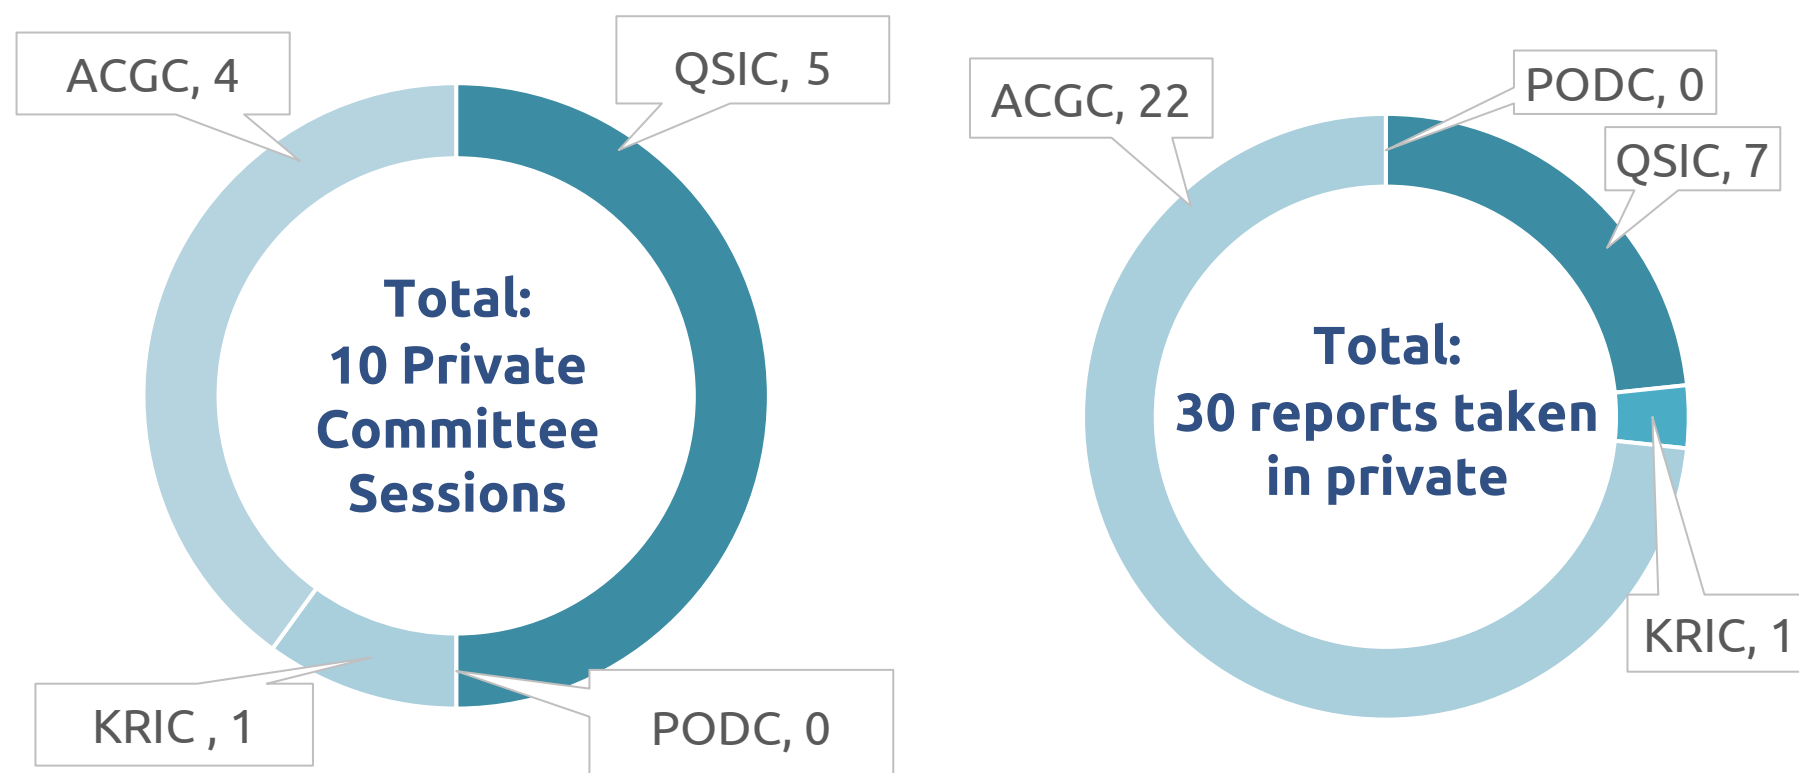 ACGC, 4
QSIC, 5
Total:
10 Private
Committee
Sessions
KRIC , 1
PODC, 0
ACGC, 22
PODC, 0
QSIC, 7
Total:
30 reports taken
in private
KRIC, 1